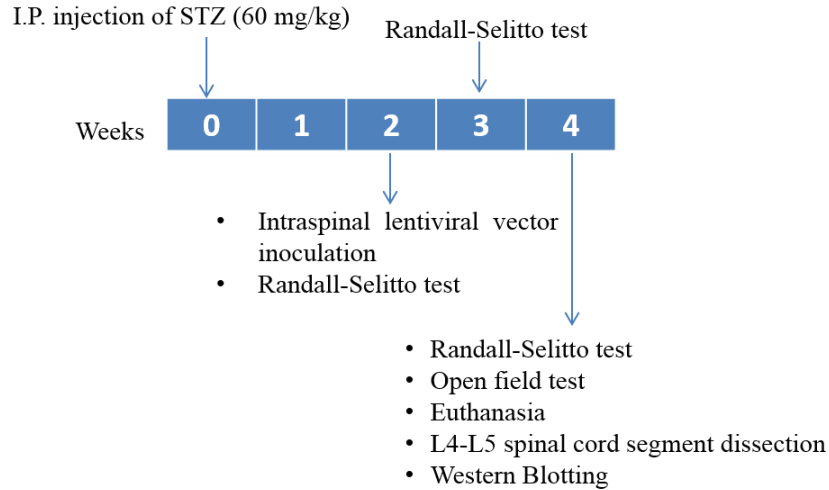 I.P. injection of STZ (60 mg/kg)
Randall-Selitto test
Weeks 0 1 2 3 4
• Intraspinal lentiviral vector
inoculation
• Randall-Selitto test
• Randall-Selitto test
• Open field test
• Euthanasia
• L4-L5 spinal cord segment dissection
• Western Blotting